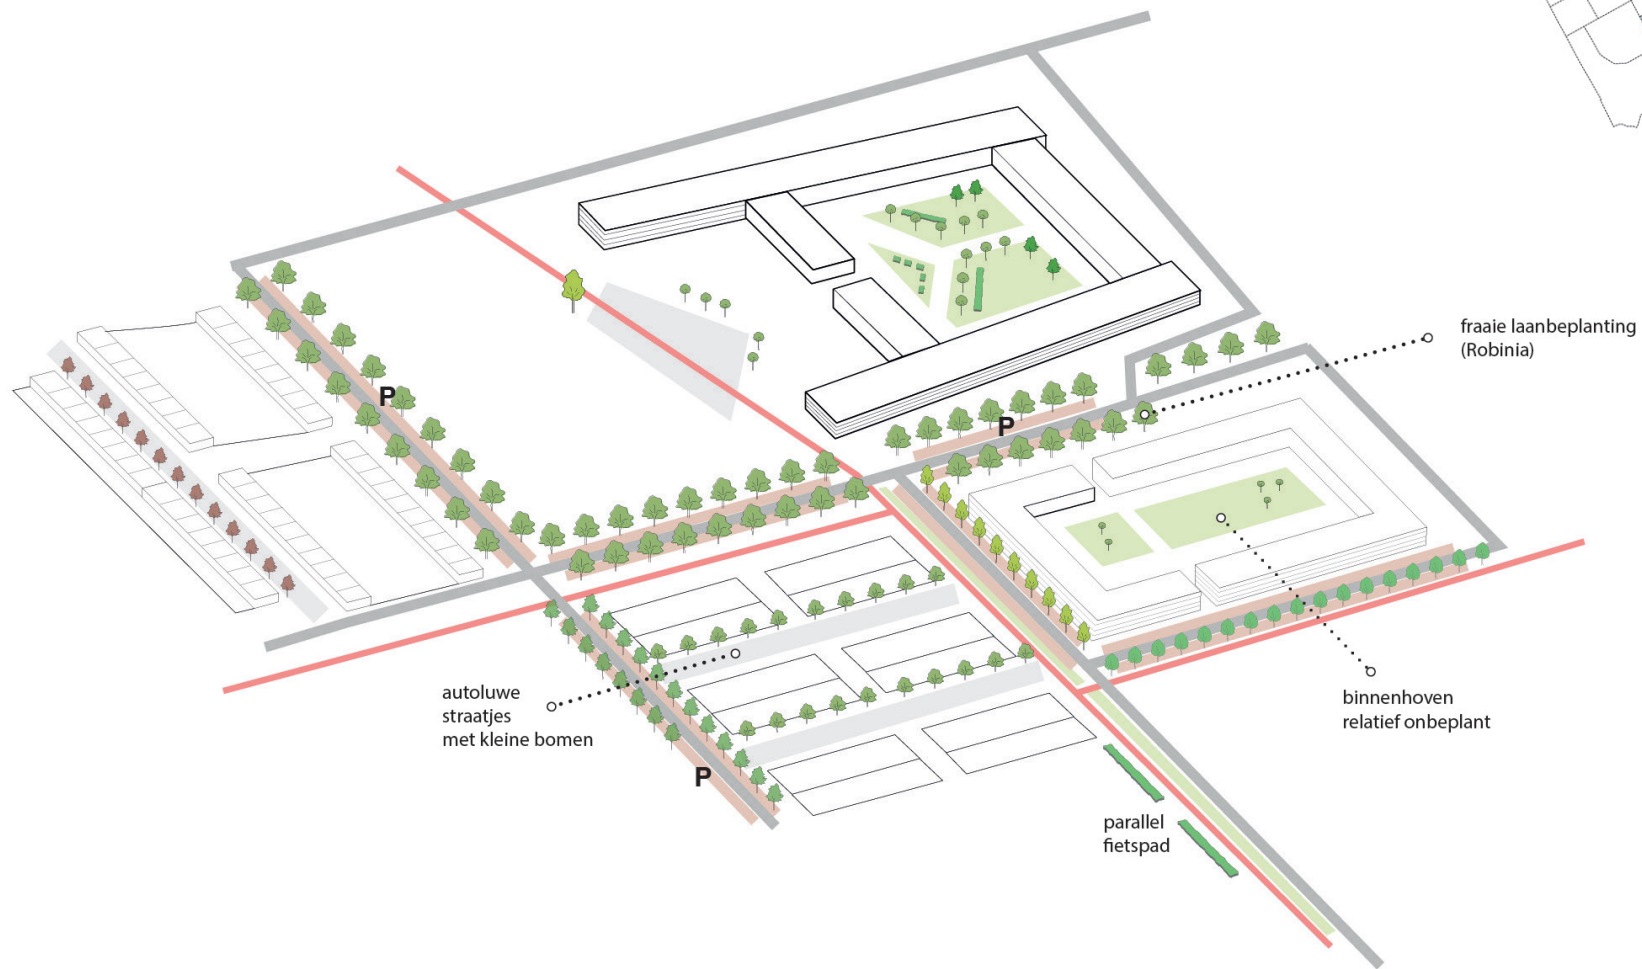 fraaie laanbeplanting
(Robinia)
P
P
autoluwe
straatjes
met kleine bomen
binnenhoven
relatief onbeplant
P
parallel
fietspad